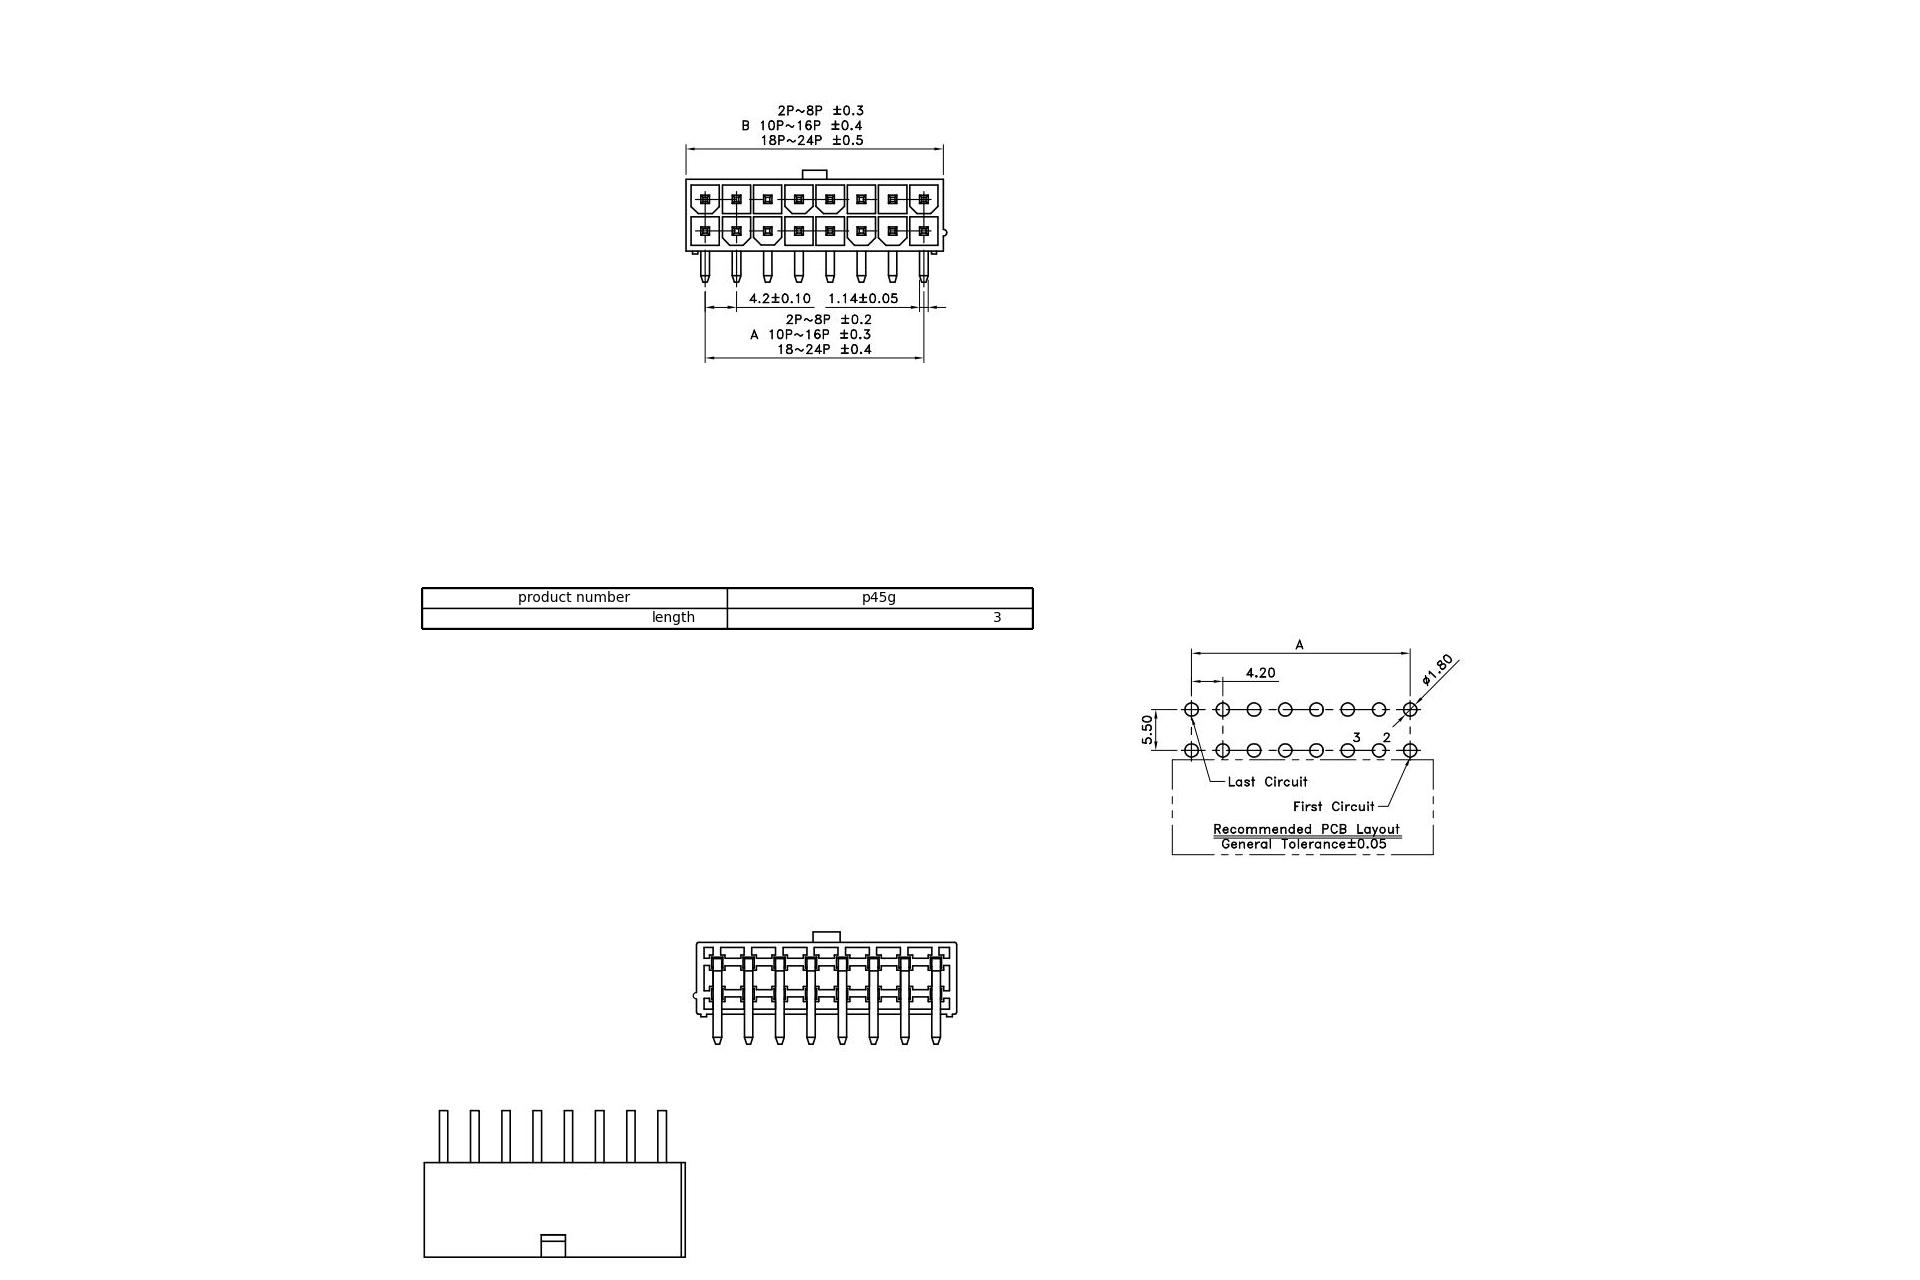 2P~8P ±0.3
B 10P~16P ±0.4
18P~24P ±0.5
4.2±0.10 1.14±0.05
2P~8P ±0.2
A 10P~16P ±0.3
18~24P ±0.4
product number p45g
length 3
A
4.20
ø1.80
5.50
3 2
Last Circuit
First Circuit
Recommended PCB Layout
General Tolerance±0.05